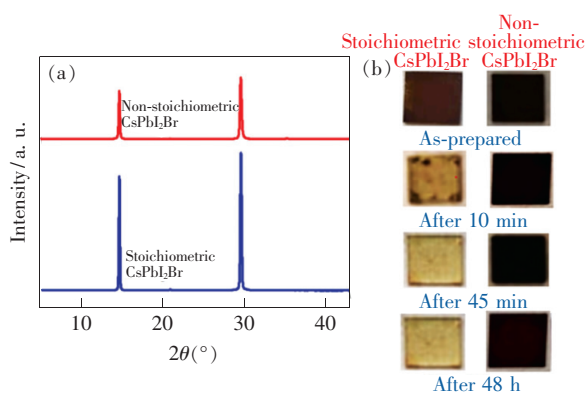 (a)
Non-stoichiometric
CsPbI₂Br
Stoichiometric
CsPbI₂Br
Intensity/a. u.
10 20 30 40
2θ(°)
(b)
Non-
Stoichiometric stoichiometric
CsPbI₂Br CsPbI₂Br
As-prepared
After 10 min
After 45 min
After 48 h